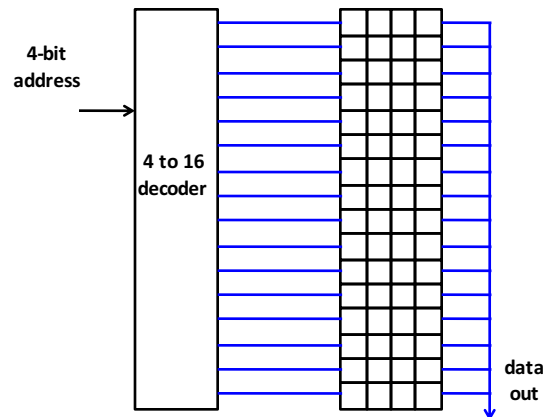 4-bit
address
4 to 16
decoder
data
out